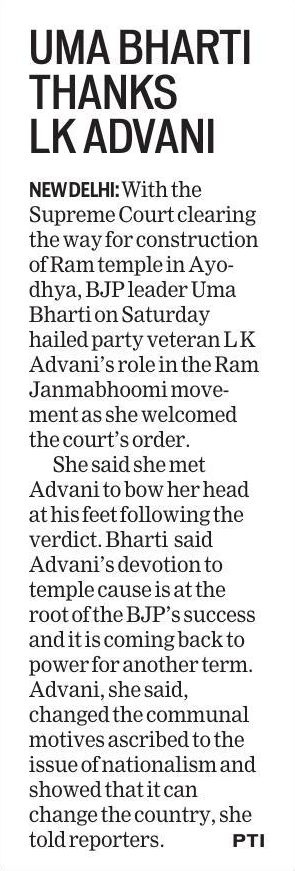 UMA BHARTI
THANKS
LK ADVANI
NEW DELHI: With the
Supreme Court clearing
the way for construction
of Ram temple in Ayo-
dhya, BJP leader Uma
Bharti on Saturday
hailed party veteran L K
Advani's role in the Ram
Janmabhoomi move-
ment as she welcomed
the court's order.
She said she met
Advani to bow her head
at his feet following the
verdict. Bharti said
Advani's devotion to
temple cause is at the
root of the BJP's success
and it is coming back to
power for another term.
Advani, she said,
changed the communal
motives ascribed to the
issue of nationalism and
showed that it can
change the country, she
told reporters. PTI